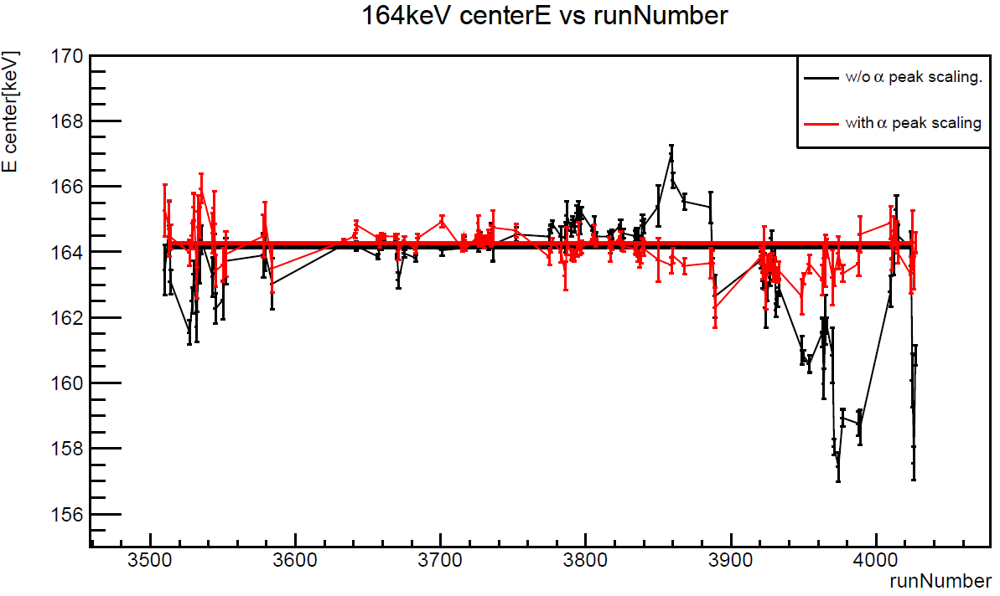 164keV centerE vs runNumber
E center[keV]
170
168
166
164
162
160
158
156
w/o α peak scaling.
with α peak scaling
3500 3600 3700 3800 3900 4000
runNumber